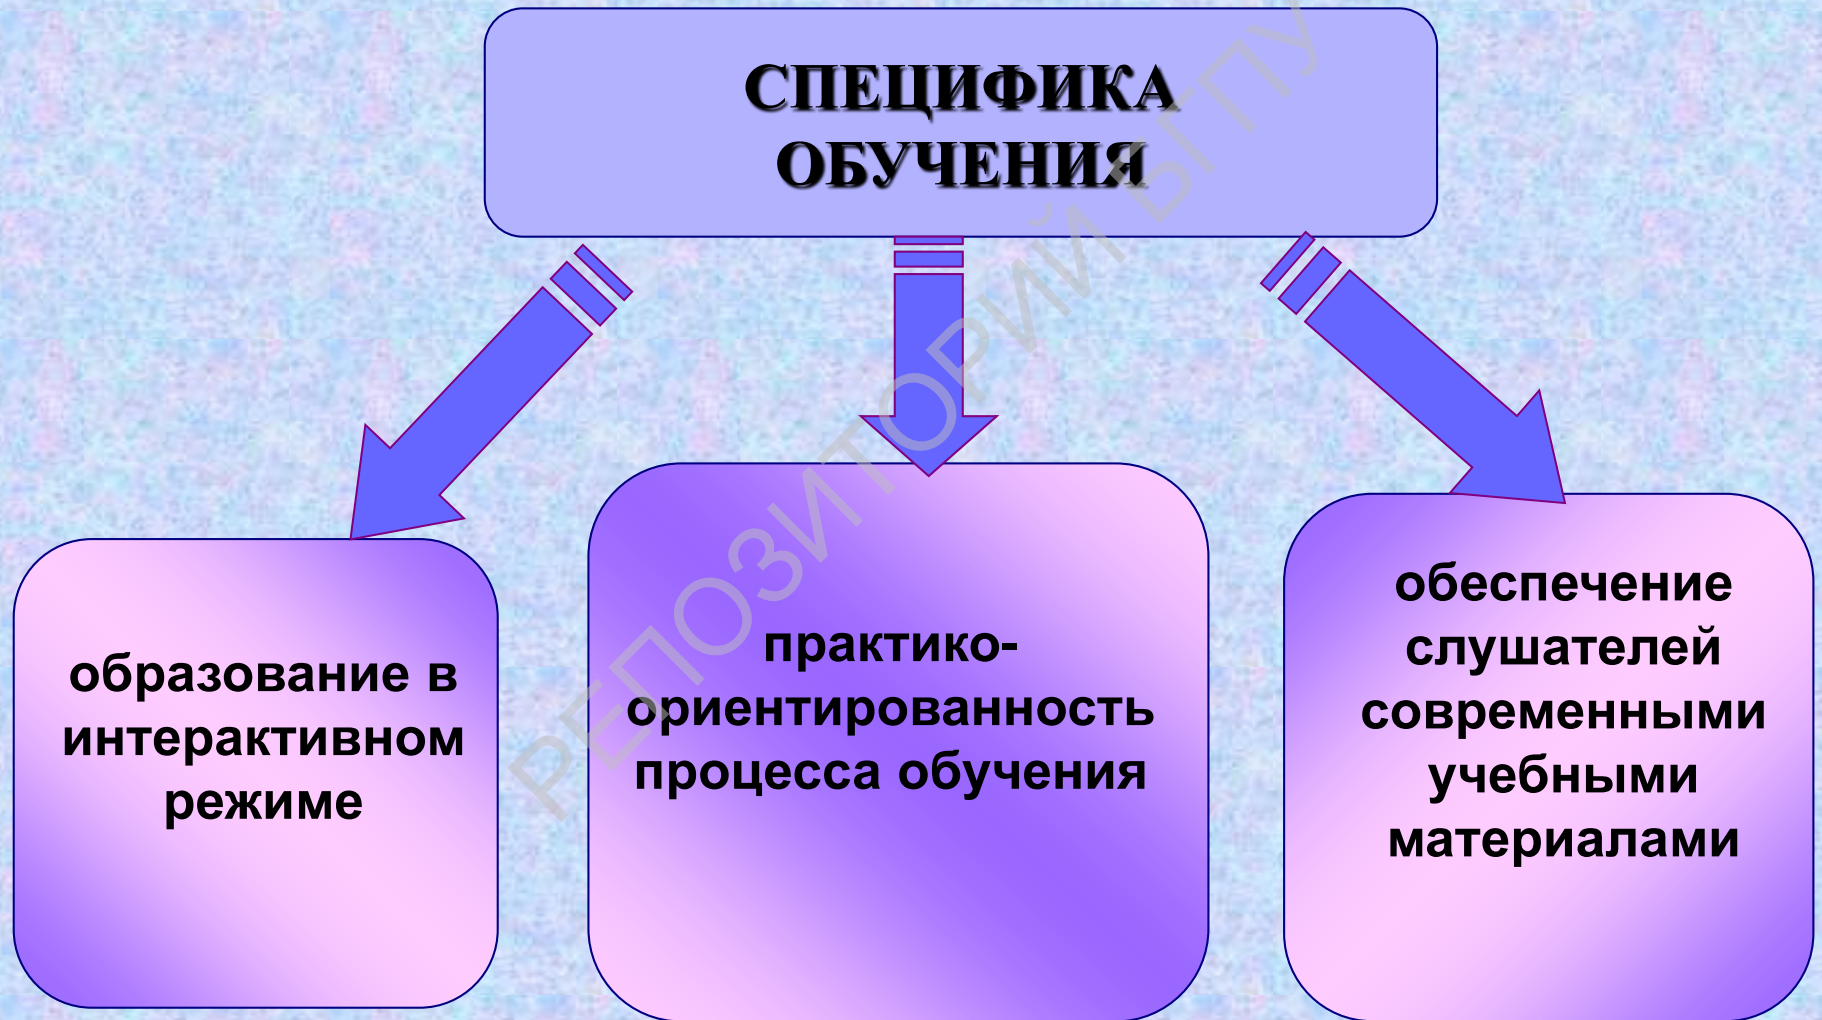 СПЕЦИФИКА
ОБУЧЕНИЯ
образование в
интерактивном
режиме
практико-
ориентированность
процесса обучения
обеспечение
слушателей
современными
учебными
материалами
РЕПОЗИТОРИЙ БГПУ